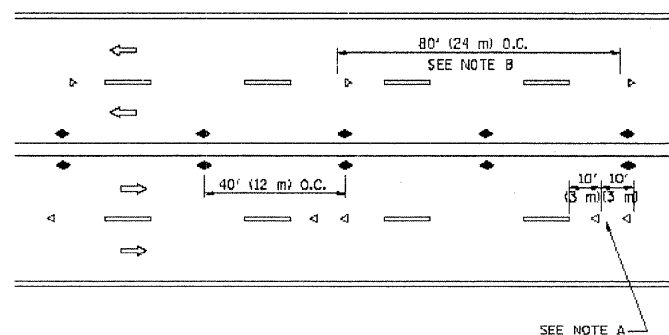 80' (24 m) O.C.
SEE NOTE B
40' (12 m) O.C.
10' 10'
(3 m) (3 m)
SEE NOTE A